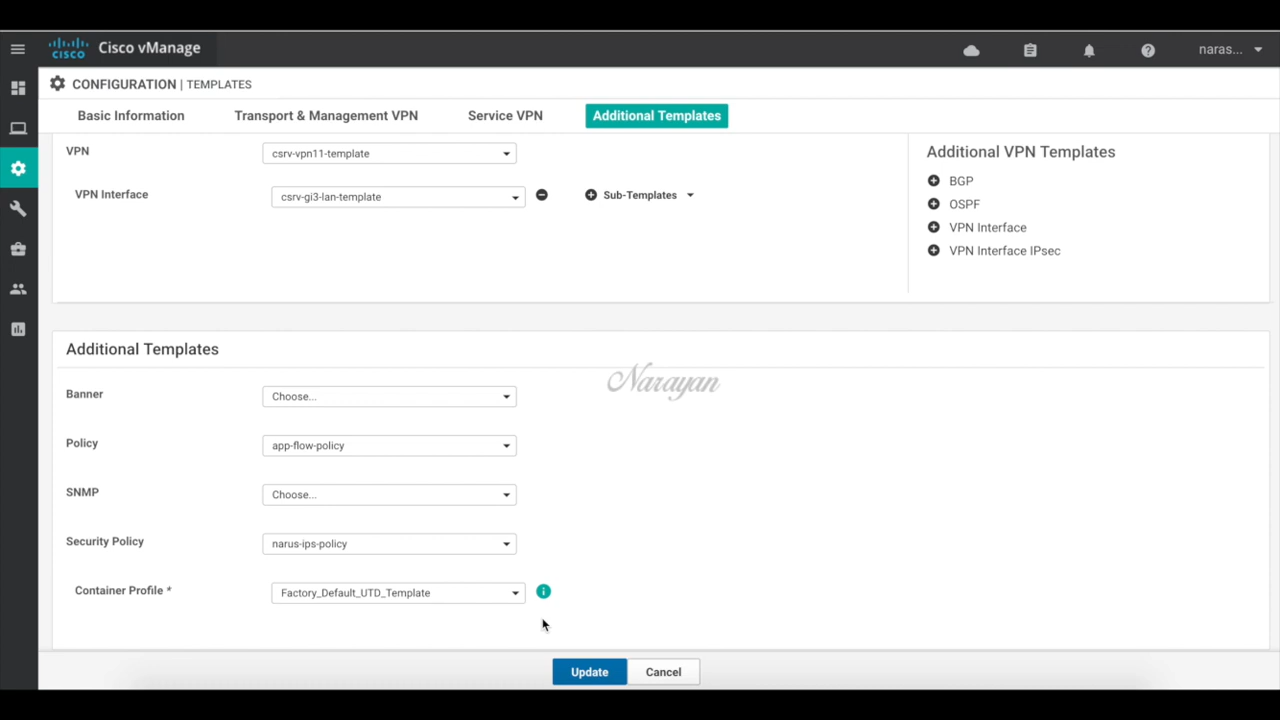 CISCO Cisco vManage naras...
CONFIGURATION | TEMPLATES
Basic Information Transport & Management VPN Service VPN Additional Templates
VPN csrv-vpn11-template
VPN Interface csrv-gi3-lan-template Sub-Templates
Additional VPN Templates
BGP
OSPF
VPN Interface
VPN Interface IPsec
Additional Templates
Narayan
Banner Choose...
Policy app-flow-policy
SNMP Choose...
Security Policy narus-ips-policy
Container Profile * Factory_Default_UTD_Template
Update Cancel